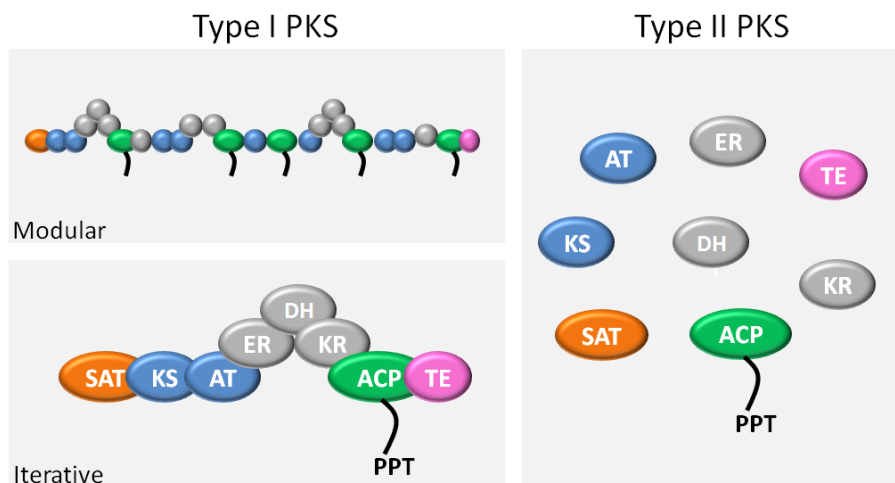 Type I PKS
Type II PKS
Modular
SAT KS AT ER DH KR ACP TE
PPT
Iterative
AT ER TE
KS DH KR
SAT ACP
PPT